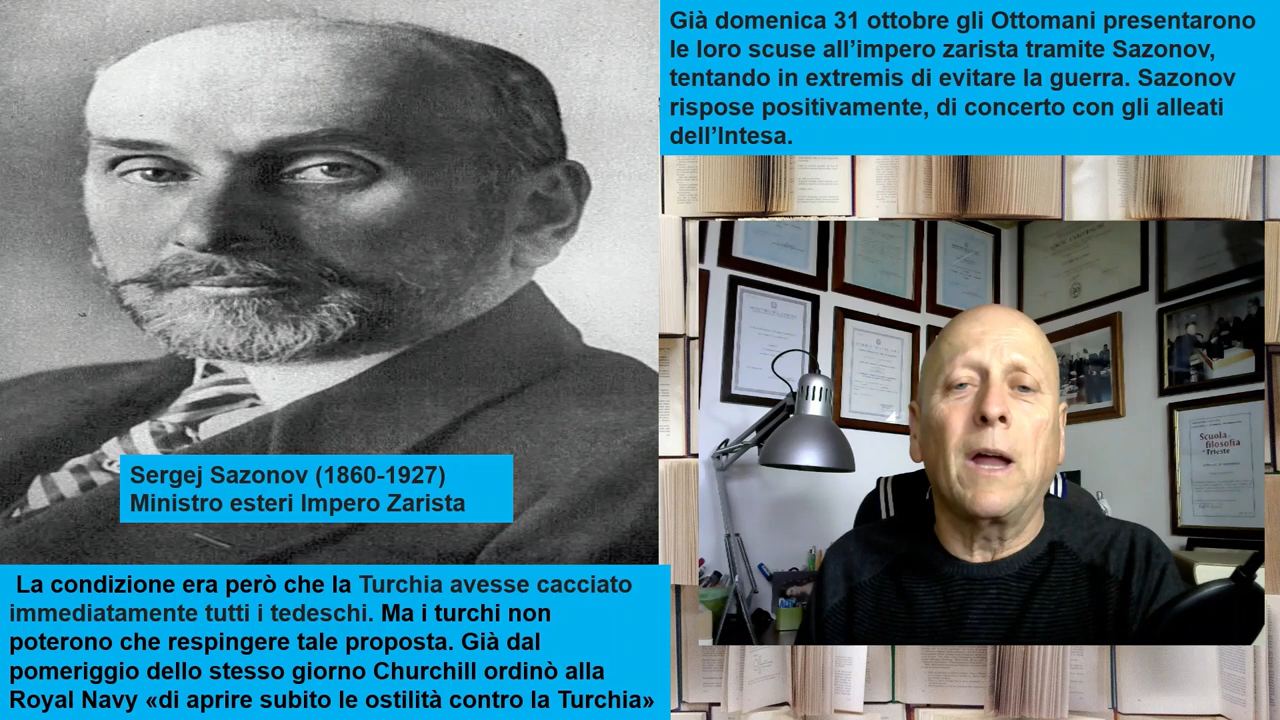 Già domenica 31 ottobre gli Ottomani presentarono
le loro scuse all’impero zarista tramite Sazonov,
tentando in extremis di evitare la guerra. Sazonov
rispose positivamente, di concerto con gli alleati
dell’Intesa.
Sergej Sazonov (1860-1927)
Ministro esteri Impero Zarista
La condizione era però che la Turchia avesse cacciato
immediatamente tutti i tedeschi. Ma i turchi non
poterono che respingere tale proposta. Già dal
pomeriggio dello stesso giorno Churchill ordinò alla
Royal Navy «di aprire subito le ostilità contro la Turchia»
Scuola
filosofia
Trieste